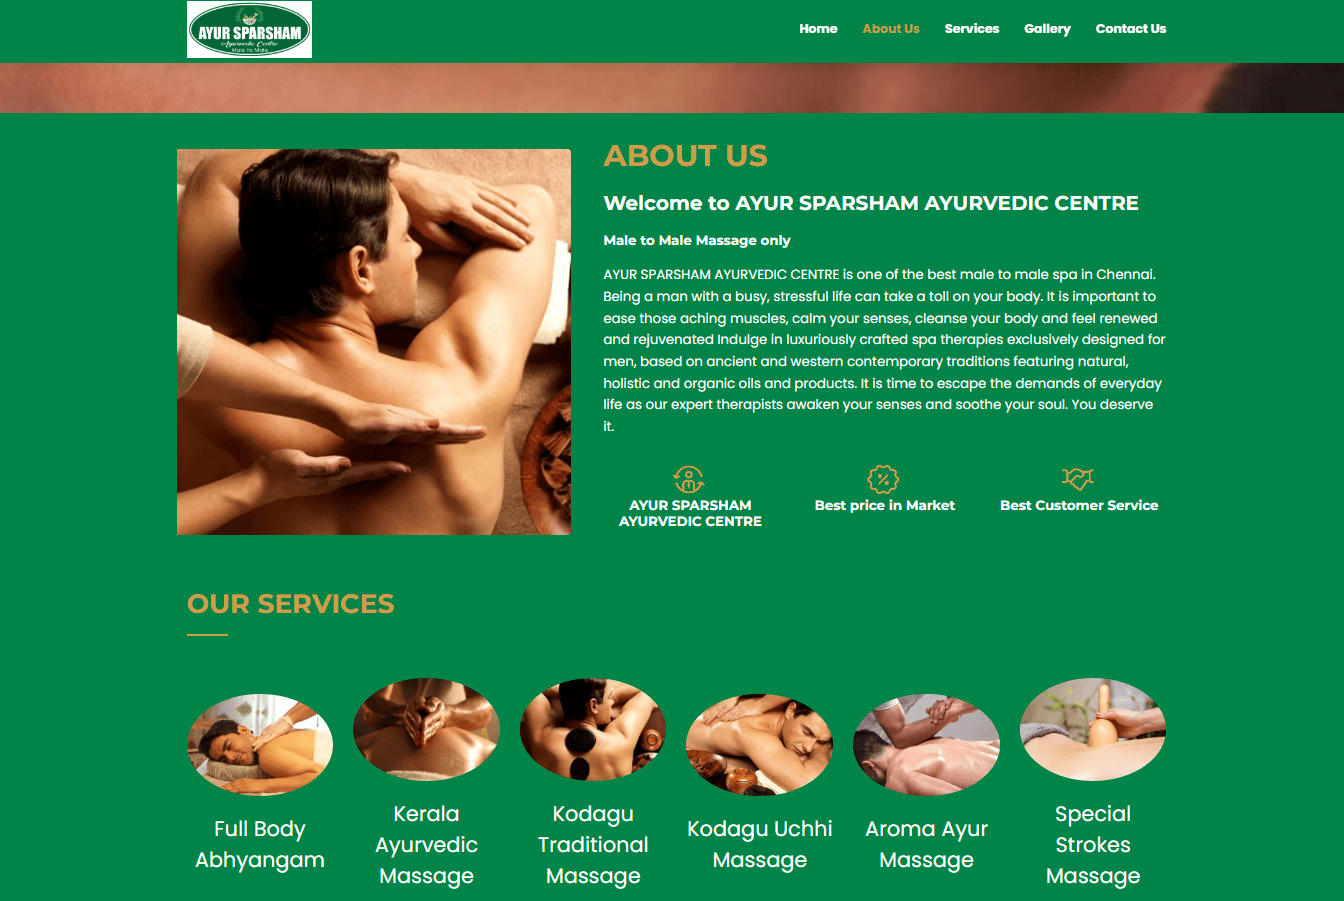 AYUR SPARSHAM
Ayurvedic Centre
Male to Male
Home
About Us
Services
Gallery
Contact Us
ABOUT US
Welcome to AYUR SPARSHAM AYURVEDIC CENTRE
Male to Male Massage only
AYUR SPARSHAM AYURVEDIC CENTRE is one of the best male to male spa in Chennai.
Being a man with a busy, stressful life can take a toll on your body. It is important to
ease those aching muscles, calm your senses, cleanse your body and feel renewed
and rejuvenated Indulge in luxuriously crafted spa therapies exclusively designed for
men, based on ancient and western contemporary traditions featuring natural,
holistic and organic oils and products. It is time to escape the demands of everyday
life as our expert therapists awaken your senses and soothe your soul. You deserve
it.
AYUR SPARSHAM
AYURVEDIC CENTRE
Best price in Market
Best Customer Service
OUR SERVICES
Full Body
Abhyangam
Kerala
Ayurvedic
Massage
Kodagu
Traditional
Massage
Kodagu Uchhi
Massage
Aroma Ayur
Massage
Special
Strokes
Massage